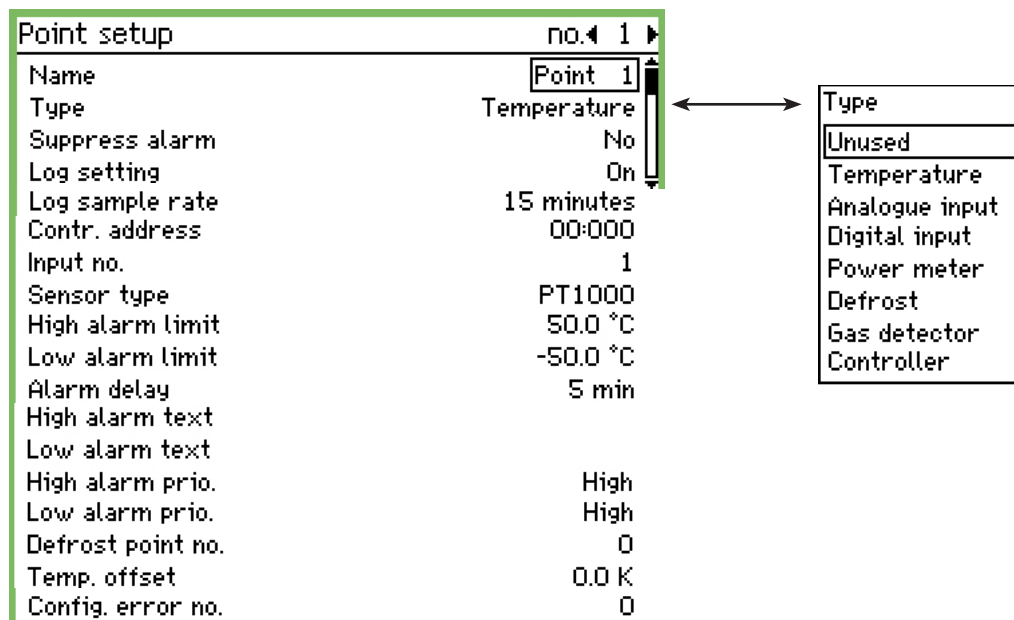 Point setup no. 1
Name Point 1
Type Temperature
Suppress alarm No
Log setting On
Log sample rate 15 minutes
Contr. address 00:000
Input no. 1
Sensor type PT1000
High alarm limit 50.0 °C
Low alarm limit -50.0 °C
Alarm delay 5 min
High alarm text
Low alarm text
High alarm prio. High
Low alarm prio. High
Defrost point no. 0
Temp. offset 0.0 K
Config. error no. 0
Type
Unused
Temperature
Analogue input
Digital input
Power meter
Defrost
Gas detector
Controller